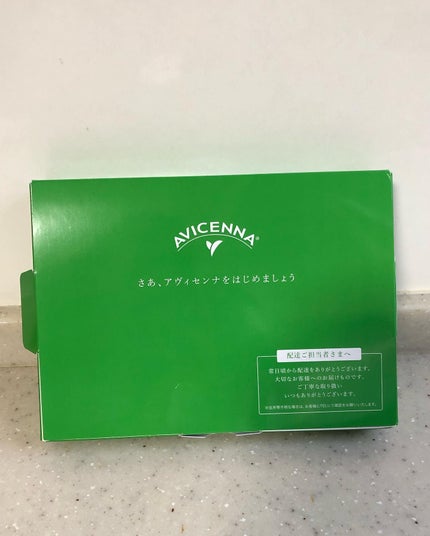 AVICENNA®
さあ、アヴィセンナをはじめましょう
配送ご担当者さまへ
常日頃から配達をありがとうございます。
大切なお客様へのお届けものです。
ご丁寧な取り扱い
いつもありがとうございます。